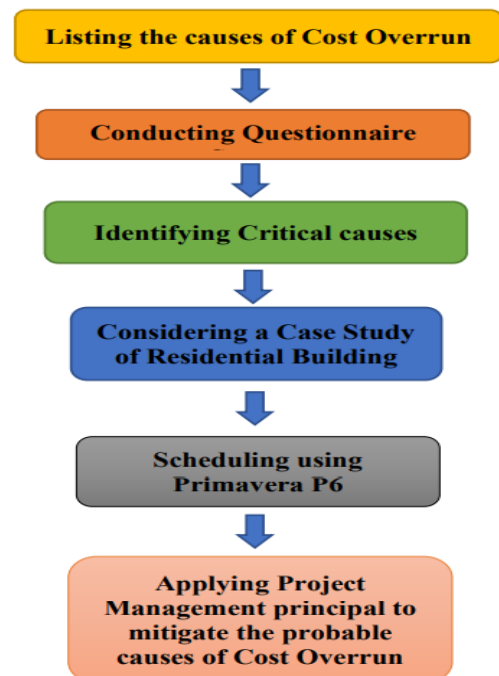 Listing the causes of Cost Overrun
Conducting Questionnaire
Identifying Critical causes
Considering a Case Study
of Residential Building
Scheduling using
Primavera P6
Applying Project
Management principal to
mitigate the probable
causes of Cost Overrun